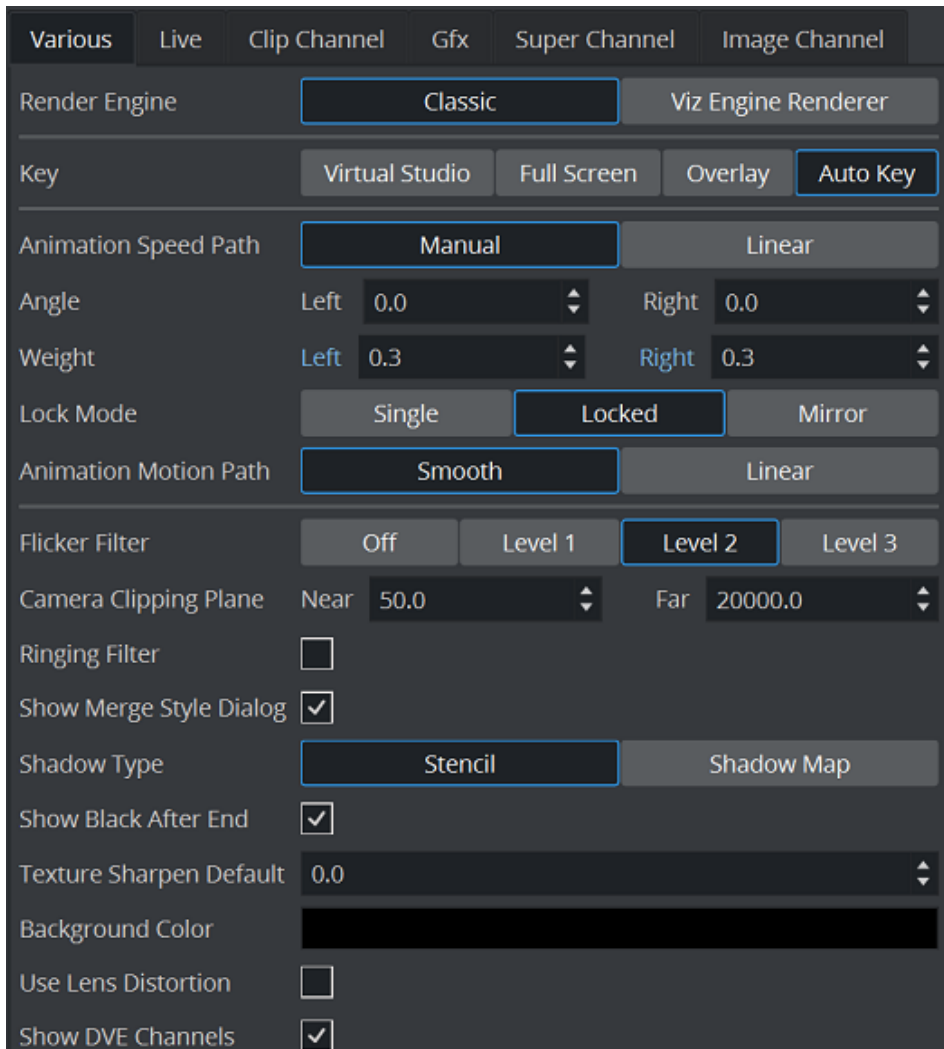 Various Live Clip Channel Gfx Super Channel Image Channel
Render Engine Classic Viz Engine Renderer
Key Virtual Studio Full Screen Overlay Auto Key
Animation Speed Path Manual Linear
Angle Left 0.0 Right 0.0
Weight Left 0.3 Right 0.3
Lock Mode Single Locked Mirror
Animation Motion Path Smooth Linear
Flicker Filter Off Level 1 Level 2 Level 3
Camera Clipping Plane Near 50.0 Far 20000.0
Ringing Filter
Show Merge Style Dialog
Shadow Type Stencil Shadow Map
Show Black After End
Texture Sharpen Default 0.0
Background Color
Use Lens Distortion
Show DVE Channels